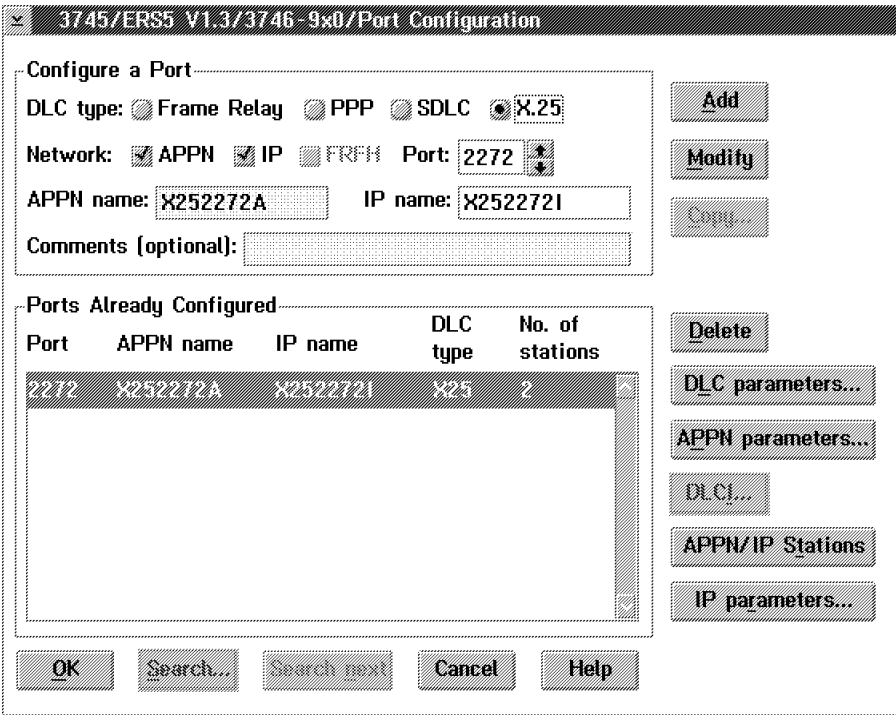 3745/ERS5 V1.3/3746-9x0/Port Configuration
Configure a Port
DLC type: Frame Relay PPP SDLC X.25
Add
Network: APPN IP FRFH Port: 2272
Modify
APPN name: X252272A IP name: X252272I
Copy...
Comments (optional):
Ports Already Configured
Port APPN name IP name DLC type No. of stations
Delete
2272 X252272A X252272I X25 2
DLC parameters...
APPN parameters...
DLCI...
APPN/IP Stations
IP parameters...
OK Search... Search next Cancel Help